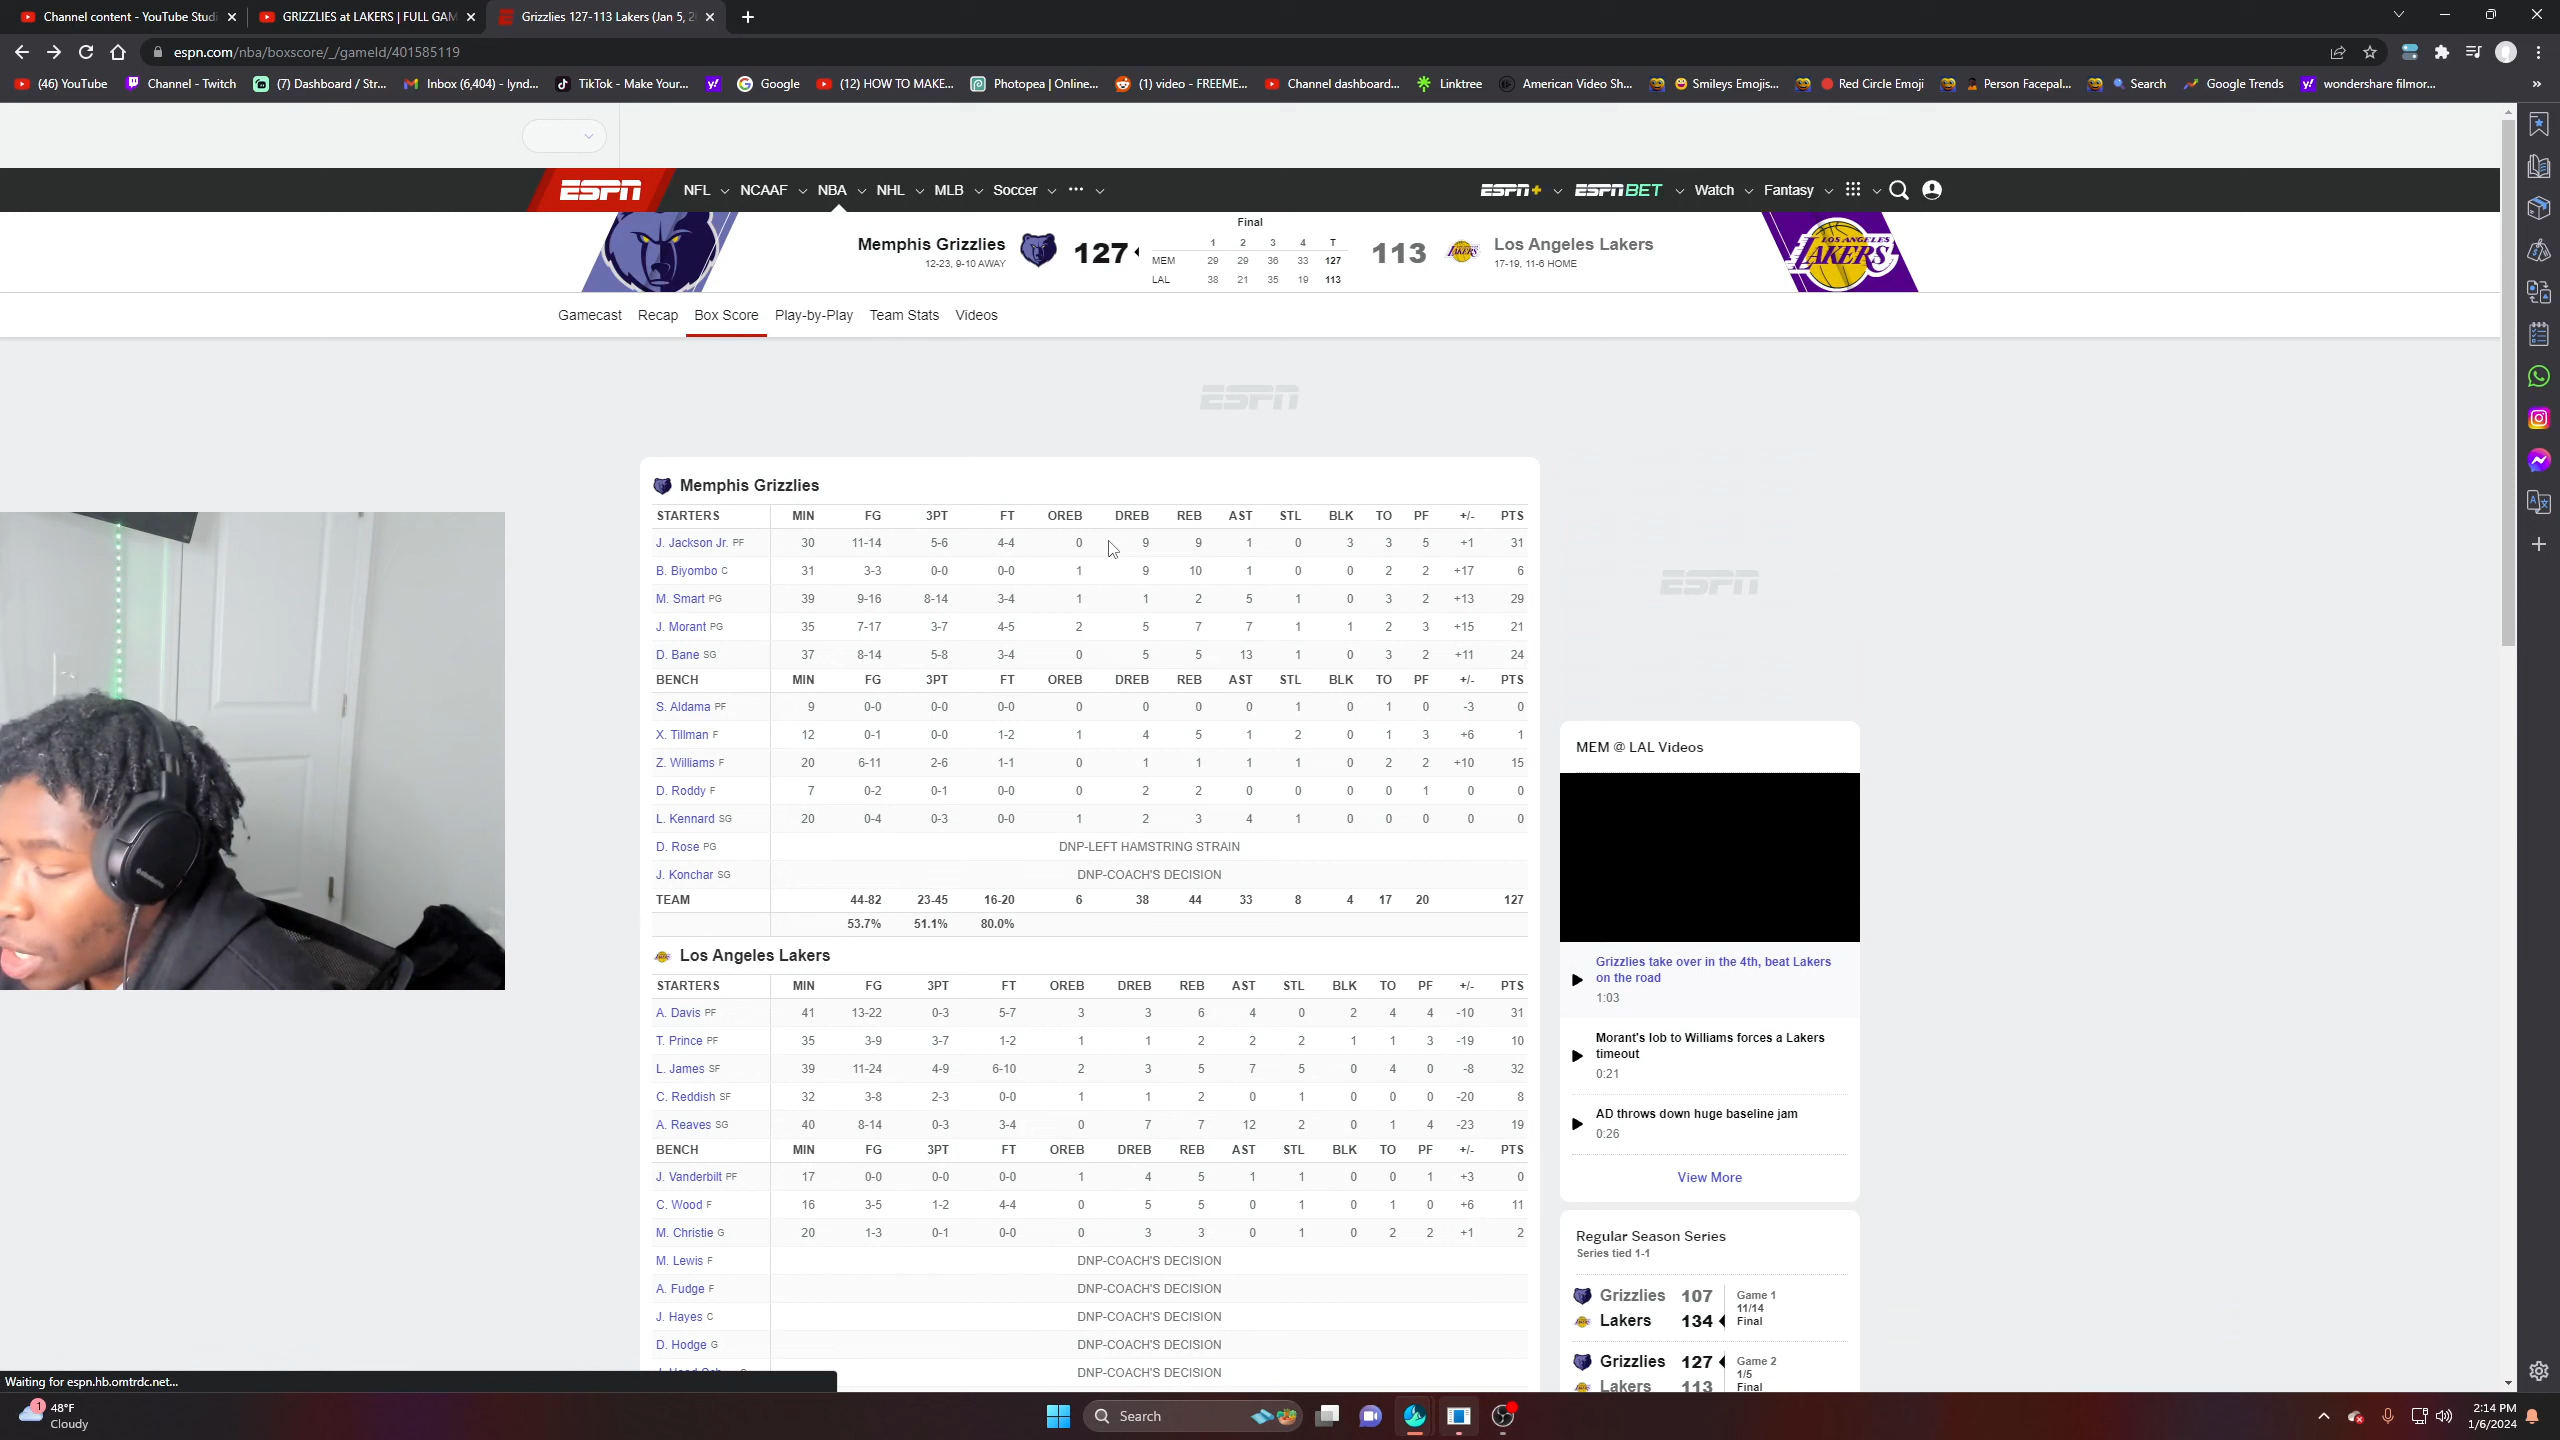 Channel content - YouTube Studi
GRIZZLIES at LAKERS | FULL GAM
Grizzlies 127-113 Lakers (Jan 5, 2
espn.com/nba/boxscore/_/gameId/401585119
(46) YouTube Channel - Twitch (7) Dashboard / Str... Inbox (6,404) - lynd... TikTok - Make Your... Google (12) HOW TO MAKE... Photopea | Online... (1) video - FREEME... Channel dashboard... Linktree American Video Sh... Smileys Emojis... Red Circle Emoji Person Facepal... Search Google Trends wondershare filmor... »
ESPN NFL NCAAF NBA NHL MLB Soccer ••• ESPN+ ESPN BET Watch Fantasy
Final
Memphis Grizzlies 127 113 Los Angeles Lakers
12-23, 9-10 AWAY 17-19, 11-6 HOME
1 2 3 4 T
MEM 29 29 36 33 127
LAL 38 21 35 19 113
LOS ANGELES LAKERS
Gamecast Recap Box Score Play-by-Play Team Stats Videos
ESPN
Memphis Grizzlies
STARTERS MIN FG 3PT FT OREB DREB REB AST STL BLK TO PF +/- PTS
J. Jackson Jr. PF 30 11-14 5-6 4-4 0 9 9 1 0 3 3 5 +1 31
B. Biyombo C 31 3-3 0-0 0-0 1 9 10 1 0 0 2 2 +17 6
M. Smart PG 39 9-16 8-14 3-4 1 1 2 5 1 0 3 2 +13 29
J. Morant PG 35 7-17 3-7 4-5 2 5 7 7 1 1 2 3 +15 21
D. Bane SG 37 8-14 5-8 3-4 0 5 5 13 1 0 3 2 +11 24
BENCH MIN FG 3PT FT OREB DREB REB AST STL BLK TO PF +/- PTS
S. Aldama PF 9 0-0 0-0 0-0 0 0 0 0 1 0 1 0 -3 0
X. Tillman F 12 0-1 0-0 1-2 1 4 5 1 2 0 1 3 +6 1
Z. Williams F 20 6-11 2-6 1-1 0 1 1 1 1 0 2 2 +10 15
D. Roddy F 7 0-2 0-1 0-0 0 2 2 0 0 0 0 1 0 0
L. Kennard SG 20 0-4 0-3 0-0 1 2 3 4 1 0 0 0 0 0
D. Rose PG DNP-LEFT HAMSTRING STRAIN
J. Konchar SG DNP-COACH'S DECISION
TEAM 44-82 23-45 16-20 6 38 44 33 8 4 17 20 127
53.7% 51.1% 80.0%
Los Angeles Lakers
STARTERS MIN FG 3PT FT OREB DREB REB AST STL BLK TO PF +/- PTS
A. Davis PF 41 13-22 0-3 5-7 3 3 6 4 0 2 4 4 -10 31
T. Prince PF 35 3-9 3-7 1-2 1 1 2 2 2 1 1 3 -19 10
L. James SF 39 11-24 4-9 6-10 2 3 5 7 5 0 4 0 -8 32
C. Reddish SF 32 3-8 2-3 0-0 1 1 2 0 1 0 0 0 -20 8
A. Reaves SG 40 8-14 0-3 3-4 0 7 7 12 2 0 1 4 -23 19
BENCH MIN FG 3PT FT OREB DREB REB AST STL BLK TO PF +/- PTS
J. Vanderbilt PF 17 0-0 0-0 0-0 1 4 5 1 1 0 0 1 +3 0
C. Wood F 16 3-5 1-2 4-4 0 5 5 0 1 0 1 0 +6 11
M. Christie G 20 1-3 0-1 0-0 0 3 3 0 1 0 2 2 +1 2
M. Lewis F DNP-COACH'S DECISION
A. Fudge F DNP-COACH'S DECISION
J. Hayes C DNP-COACH'S DECISION
D. Hodge G DNP-COACH'S DECISION
DNP-COACH'S DECISION
ESPN
MEM @ LAL Videos
Grizzlies take over in the 4th, beat Lakers
on the road
1:03
Morant's lob to Williams forces a Lakers
timeout
0:21
AD throws down huge baseline jam
0:26
View More
Regular Season Series
Series tied 1-1
Grizzlies 107 Game 1
11/14
Lakers 134 Final
Grizzlies 127 Game 2
1/5
Lakers 113 Final
Waiting for espn.hb.omtrdc.net...
1 48°F
Cloudy
Search
2:14 PM
1/6/2024